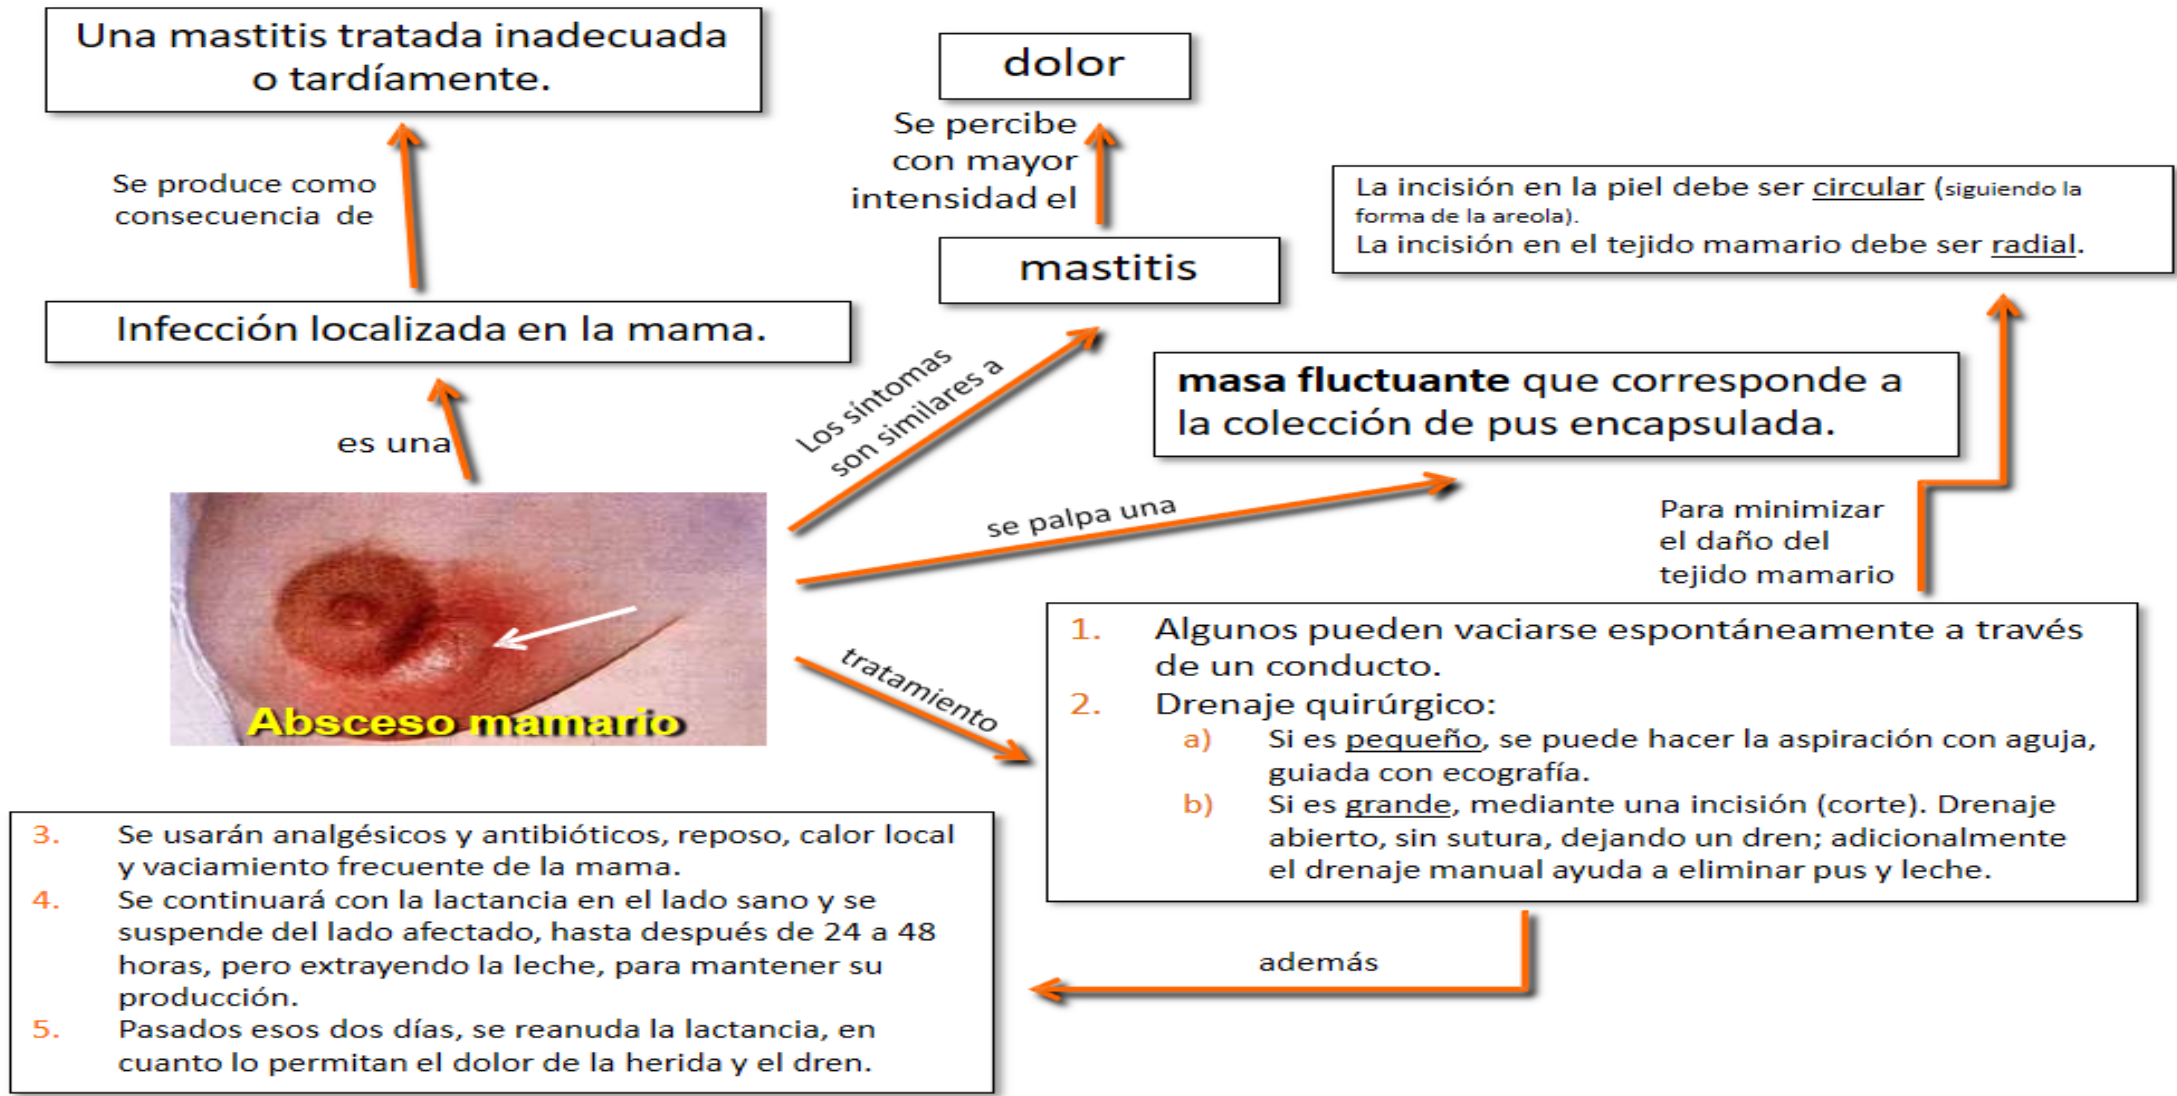 Una mastitis tratada inadecuada
o tardíamente.
Se produce como
consecuencia de
Infección localizada en la mama.
es una
Absceso mamario
dolor
Se percibe
con mayor
intensidad el
mastitis
Los síntomas
son similares a
La incisión en la piel debe ser circular (siguiendo la
forma de la areola).
La incisión en el tejido mamario debe ser radial.
masa fluctuante que corresponde a
la colección de pus encapsulada.
se palpa una
Para minimizar
el daño del
tejido mamario
tratamiento
1. Algunos pueden vaciarse espontáneamente a través
de un conducto.
2. Drenaje quirúrgico:
a) Si es pequeño, se puede hacer la aspiración con aguja,
guiada con ecografía.
b) Si es grande, mediante una incisión (corte). Drenaje
abierto, sin sutura, dejando un dren; adicionalmente
el drenaje manual ayuda a eliminar pus y leche.
además
3. Se usarán analgésicos y antibióticos, reposo, calor local
y vaciamiento frecuente de la mama.
4. Se continuará con la lactancia en el lado sano y se
suspende del lado afectado, hasta después de 24 a 48
horas, pero extrayendo la leche, para mantener su
producción.
5. Pasados esos dos días, se reanuda la lactancia, en
cuanto lo permitan el dolor de la herida y el dren.